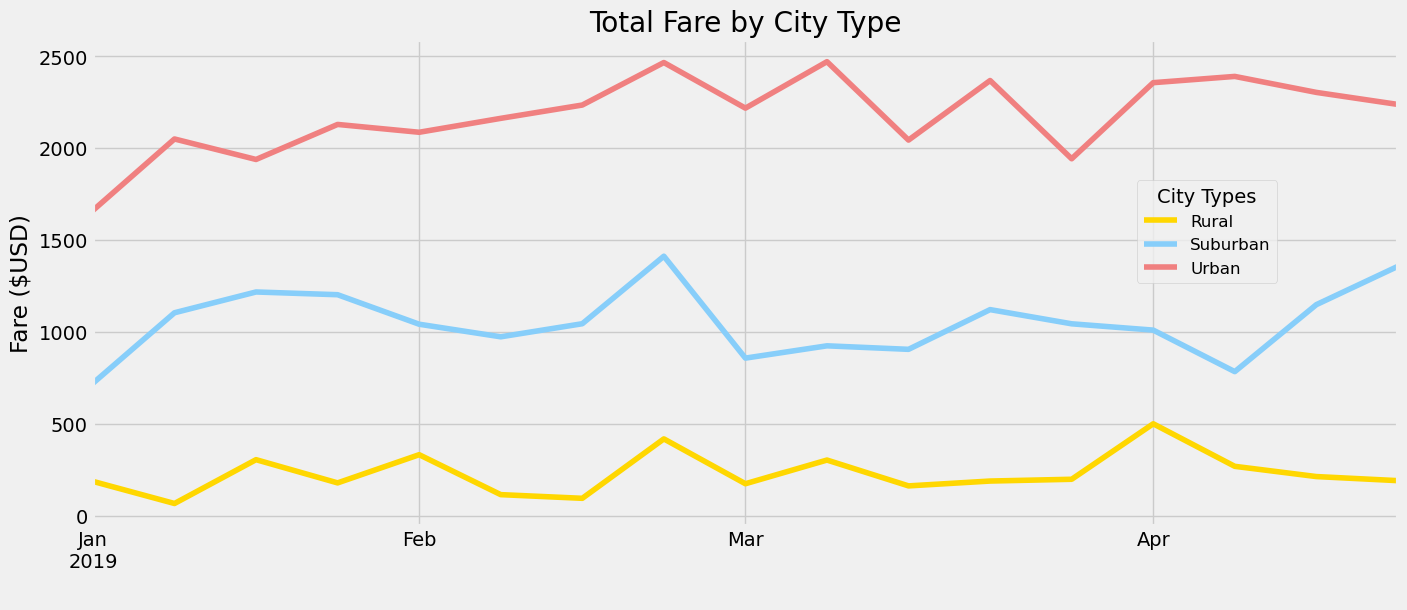 Total Fare by City Type
Fare ($USD)
2500
2000
1500
1000
500
0
City Types
Rural
Suburban
Urban
Jan
2019
Feb
Mar
Apr